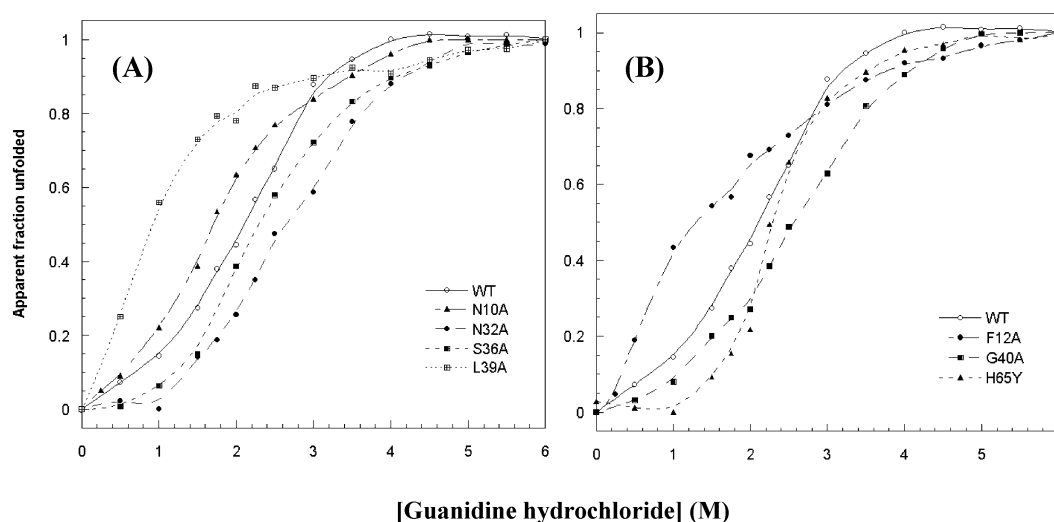 (A)
Apparent fraction unfolded
1
0.8
0.6
0.4
0.2
0
WT
N10A
N32A
S36A
L39A
0 1 2 3 4 5 6
(B)
1
0.8
0.6
0.4
0.2
0
WT
F12A
G40A
H65Y
0 1 2 3 4 5
[Guanidine hydrochloride] (M)